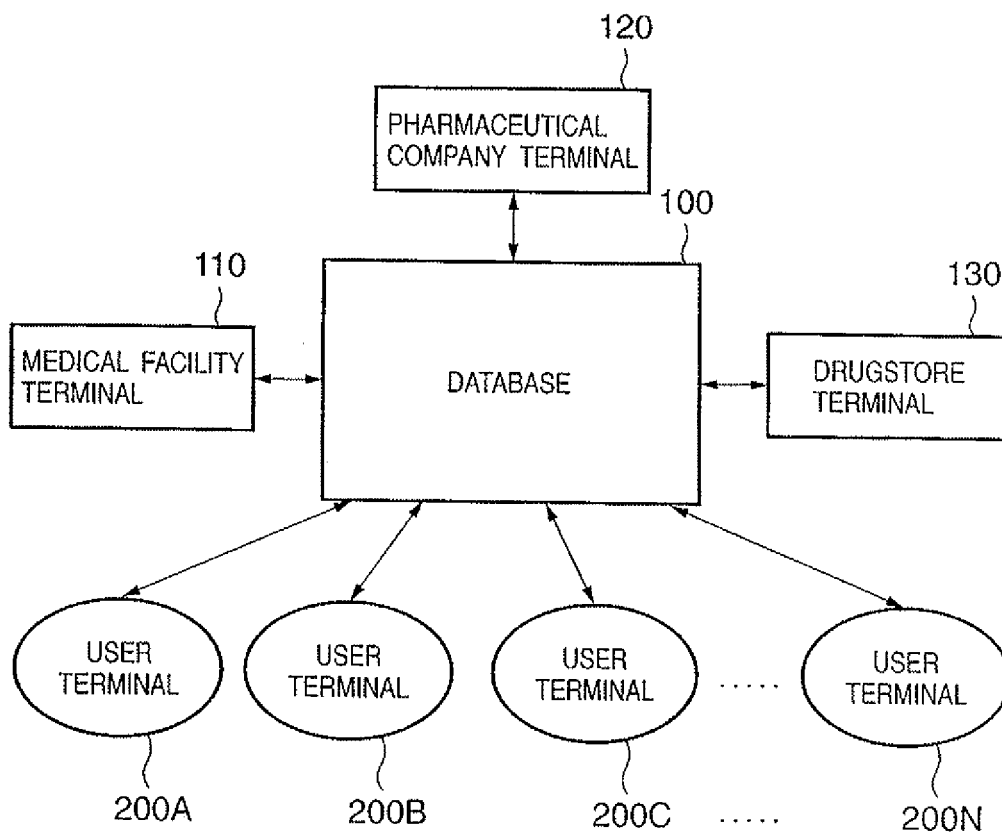 120
PHARMACEUTICAL
COMPANY TERMINAL
100
110
130
MEDICAL FACILITY
TERMINAL
DATABASE
DRUGSTORE
TERMINAL
USER
TERMINAL
USER
TERMINAL
USER
TERMINAL
.....
USER
TERMINAL
200A
200B
200C
.....
200N